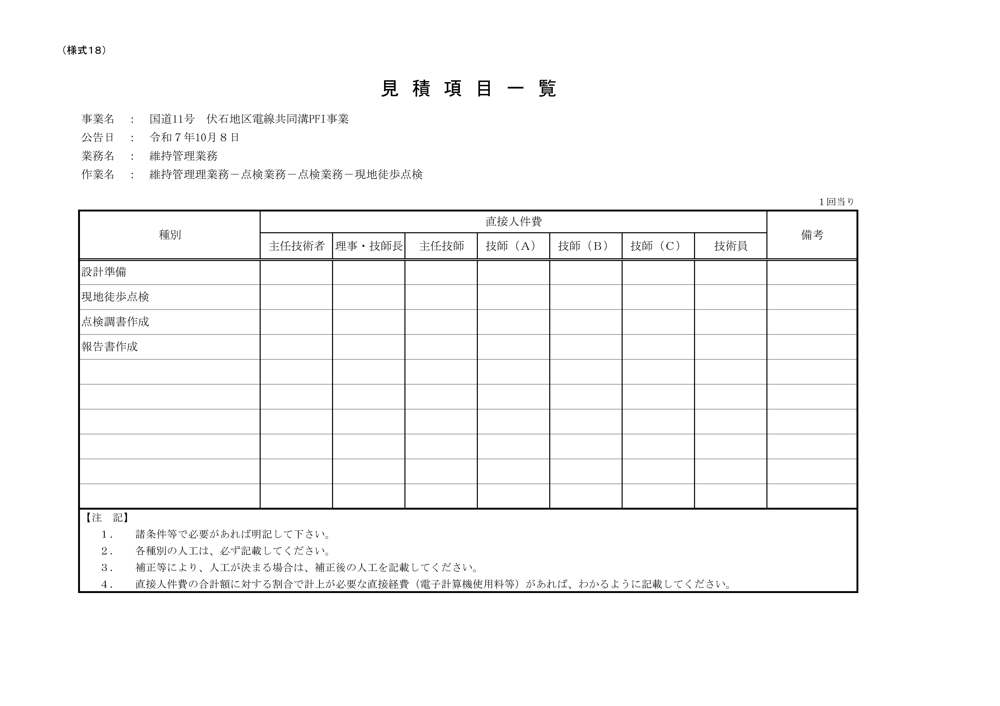 （様式18）
見積項目一覧
事業名　：　国道11号　伏石地区電線共同溝PFI事業
公告日　：　令和７年10月８日
業務名　：　維持管理業務
作業名　：　維持管理理業務－点検業務－点検業務－現地徒歩点検
１回当り
種別　直接人件費　備考
主任技術者　理事・技師長　主任技師　技師（A）　技師（B）　技師（C）　技術員
設計準備
現地徒歩点検
点検調書作成
報告書作成
【注　記】
１．　諸条件等で必要があれば明記して下さい。
２．　各種別の人工は、必ず記載してください。
３．　補正等により、人工が決まる場合は、補正後の人工を記載してください。
４．　直接人件費の合計額に対する割合で計上が必要な直接経費（電子計算機使用料等）があれば、わかるように記載してください。